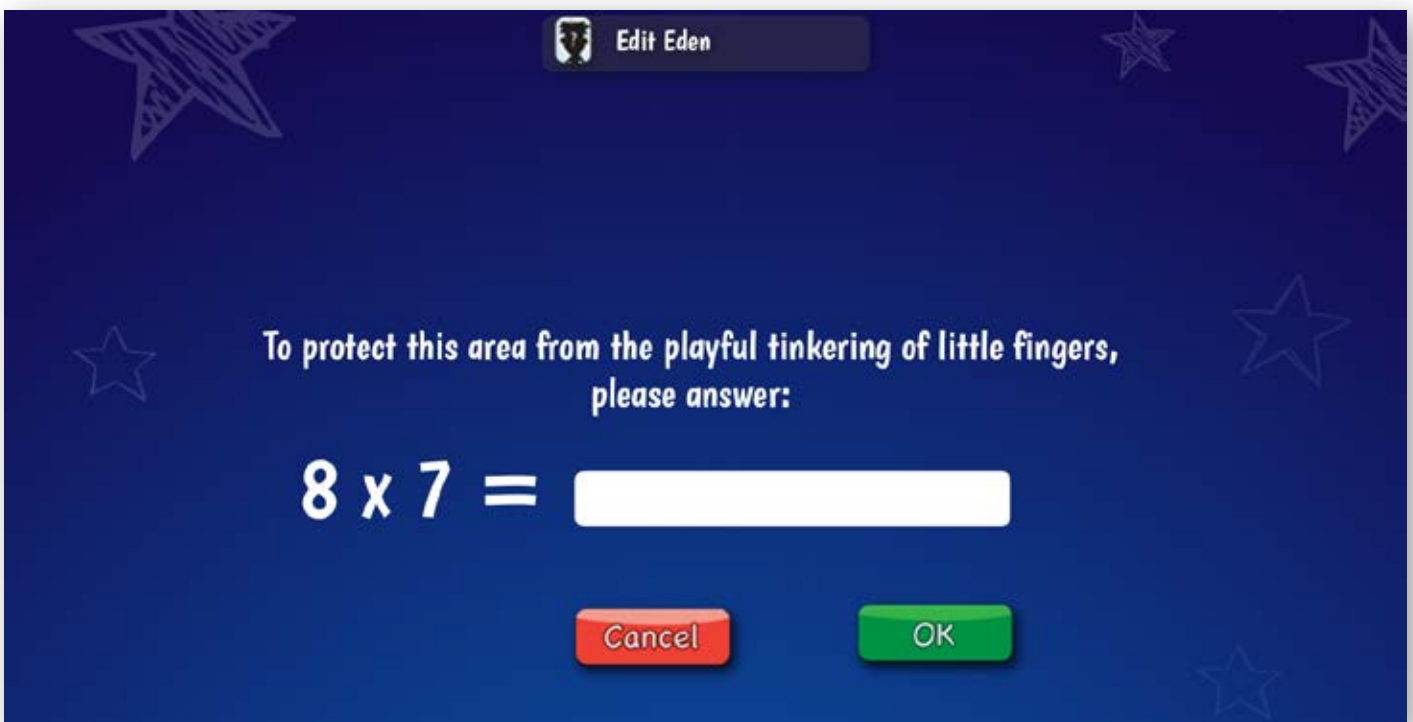 Edit Eden
To protect this area from the playful tinkering of little fingers,
please answer:
8 x 7 =
Cancel OK